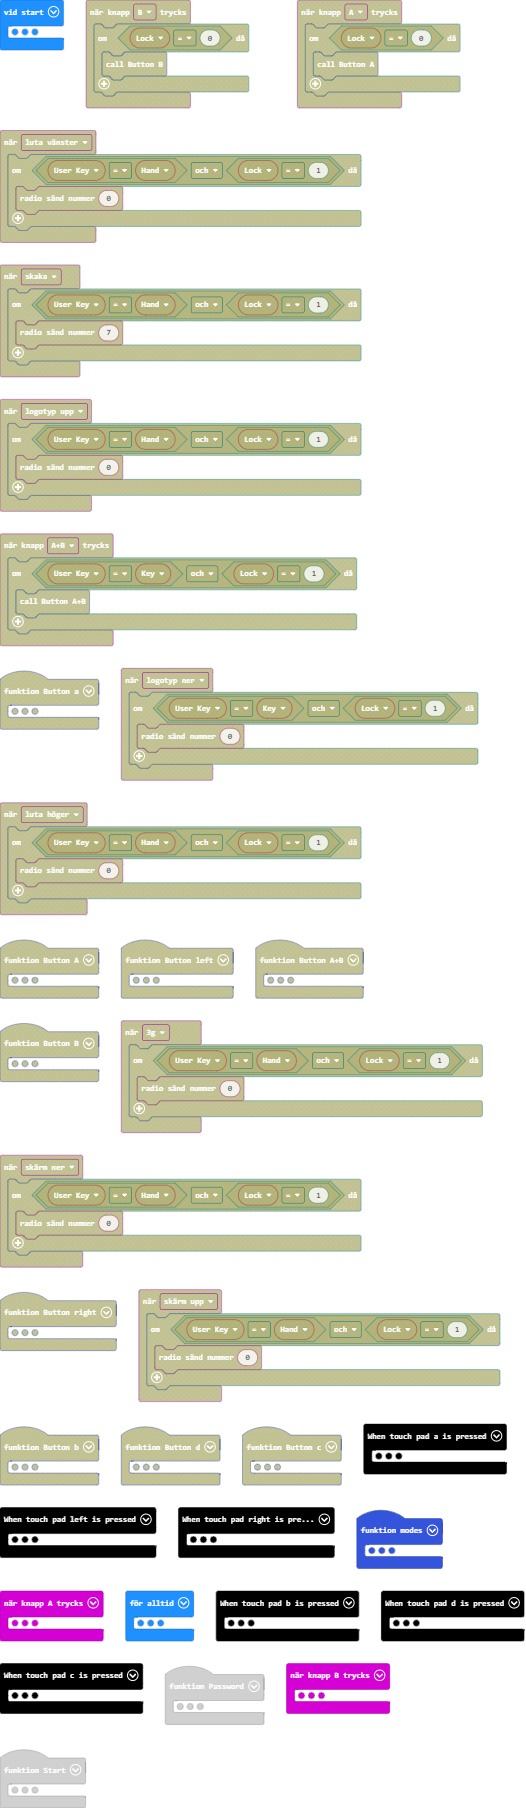 vid start
när knapp B trycks
om Lock = 0 då
call Button B
när knapp A trycks
om Lock = 0 då
call Button A
när luta vänster
om User Key = Hand och Lock = 1 då
radio sänd nummer 0
när skaka
om User Key = Hand och Lock = 1 då
radio sänd nummer 7
när logotyp upp
om User Key = Hand och Lock = 1 då
radio sänd nummer 0
när knapp A+B trycks
om User Key = Key och Lock = 1 då
call Button A+B
funktion Button a
när logotyp ner
om User Key = Key och Lock = 1 då
radio sänd nummer 0
när luta höger
om User Key = Hand och Lock = 1 då
radio sänd nummer 0
funktion Button A
funktion Button left
funktion Button A+B
funktion Button B
när 3g
om User Key = Hand och Lock = 1 då
radio sänd nummer 0
när skärm ner
om User Key = Hand och Lock = 1 då
radio sänd nummer 0
funktion Button right
när skärm upp
om User Key = Hand och Lock = 1 då
radio sänd nummer 0
funktion Button b
funktion Button d
funktion Button c
When touch pad a is pressed
When touch pad left is pressed
When touch pad right is pre...
funktion modes
när knapp A trycks
för alltid
When touch pad b is pressed
When touch pad d is pressed
When touch pad c is pressed
funktion Password
när knapp B trycks
funktion Start